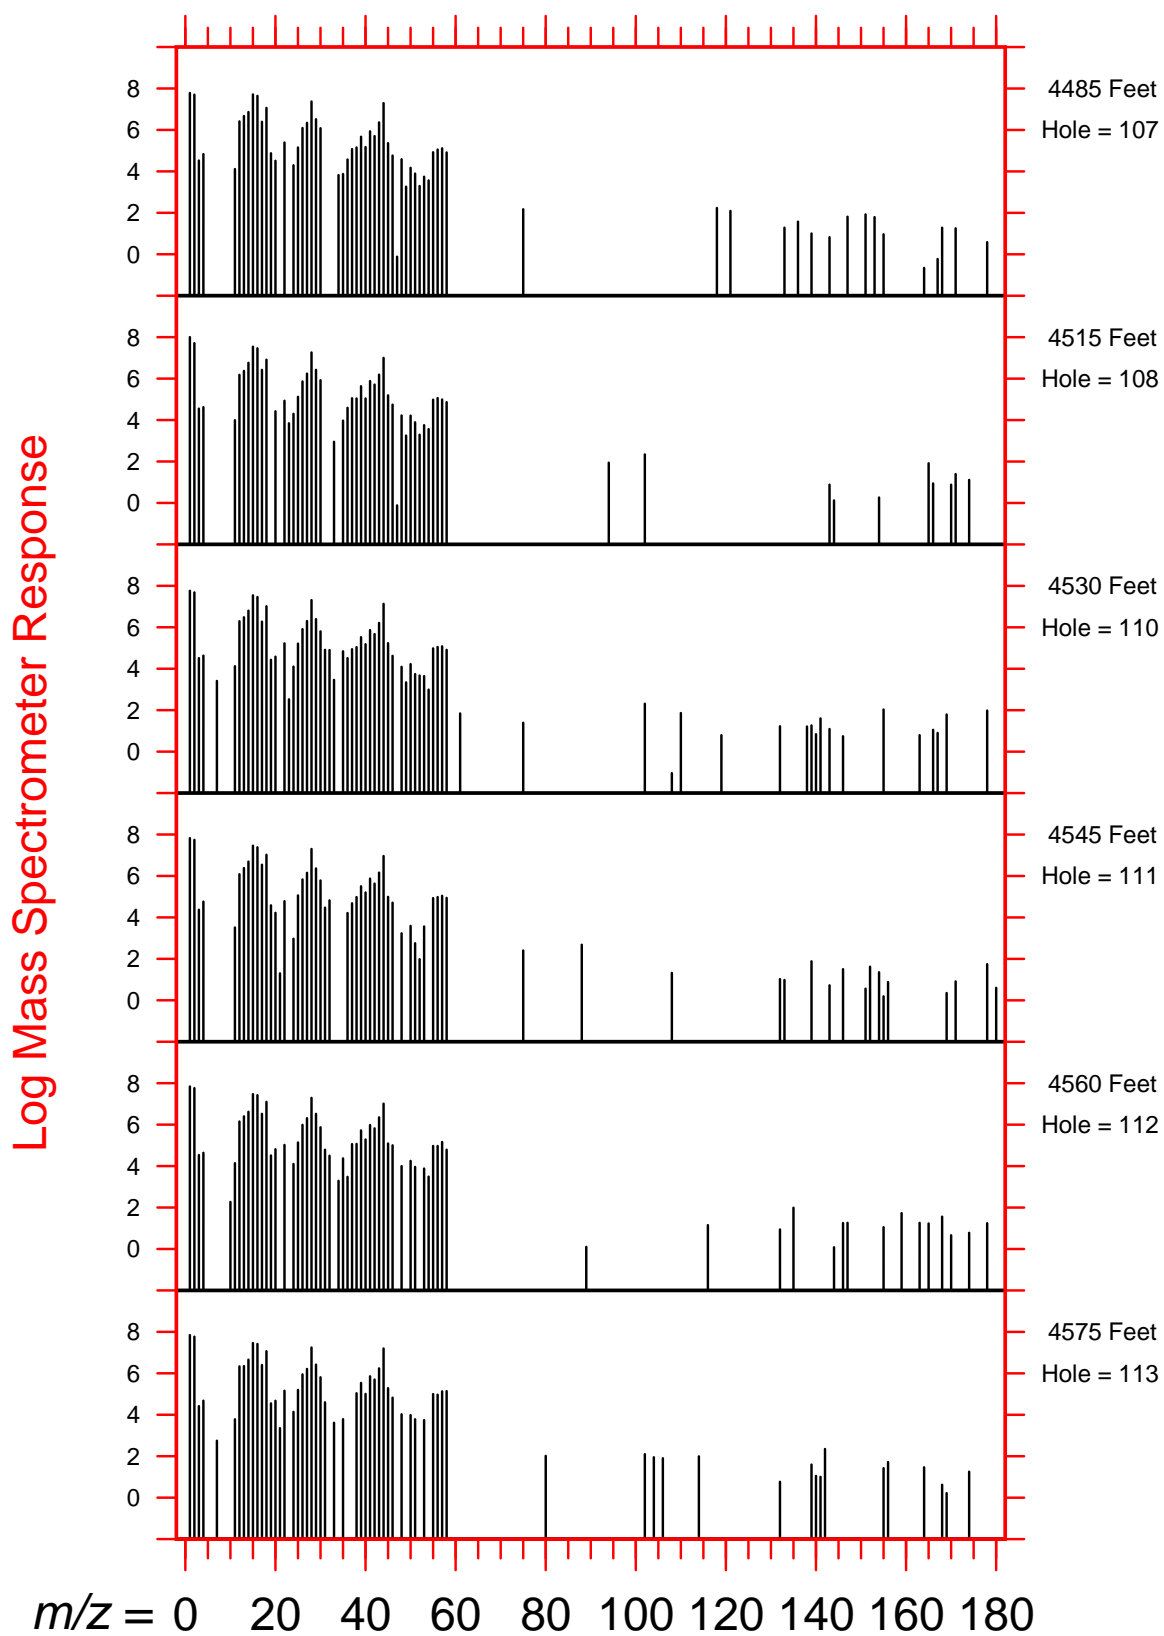 8 4485 Feet
6 Hole = 107
4
2
0
8 4515 Feet
6 Hole = 108
4
2
0
8 4530 Feet
6 Hole = 110
4
2
0
8 4545 Feet
6 Hole = 111
4
2
0
8 4560 Feet
6 Hole = 112
4
2
0
8 4575 Feet
6 Hole = 113
4
2
0
Log Mass Spectrometer Response
m/z = 0 20 40 60 80 100 120 140 160 180